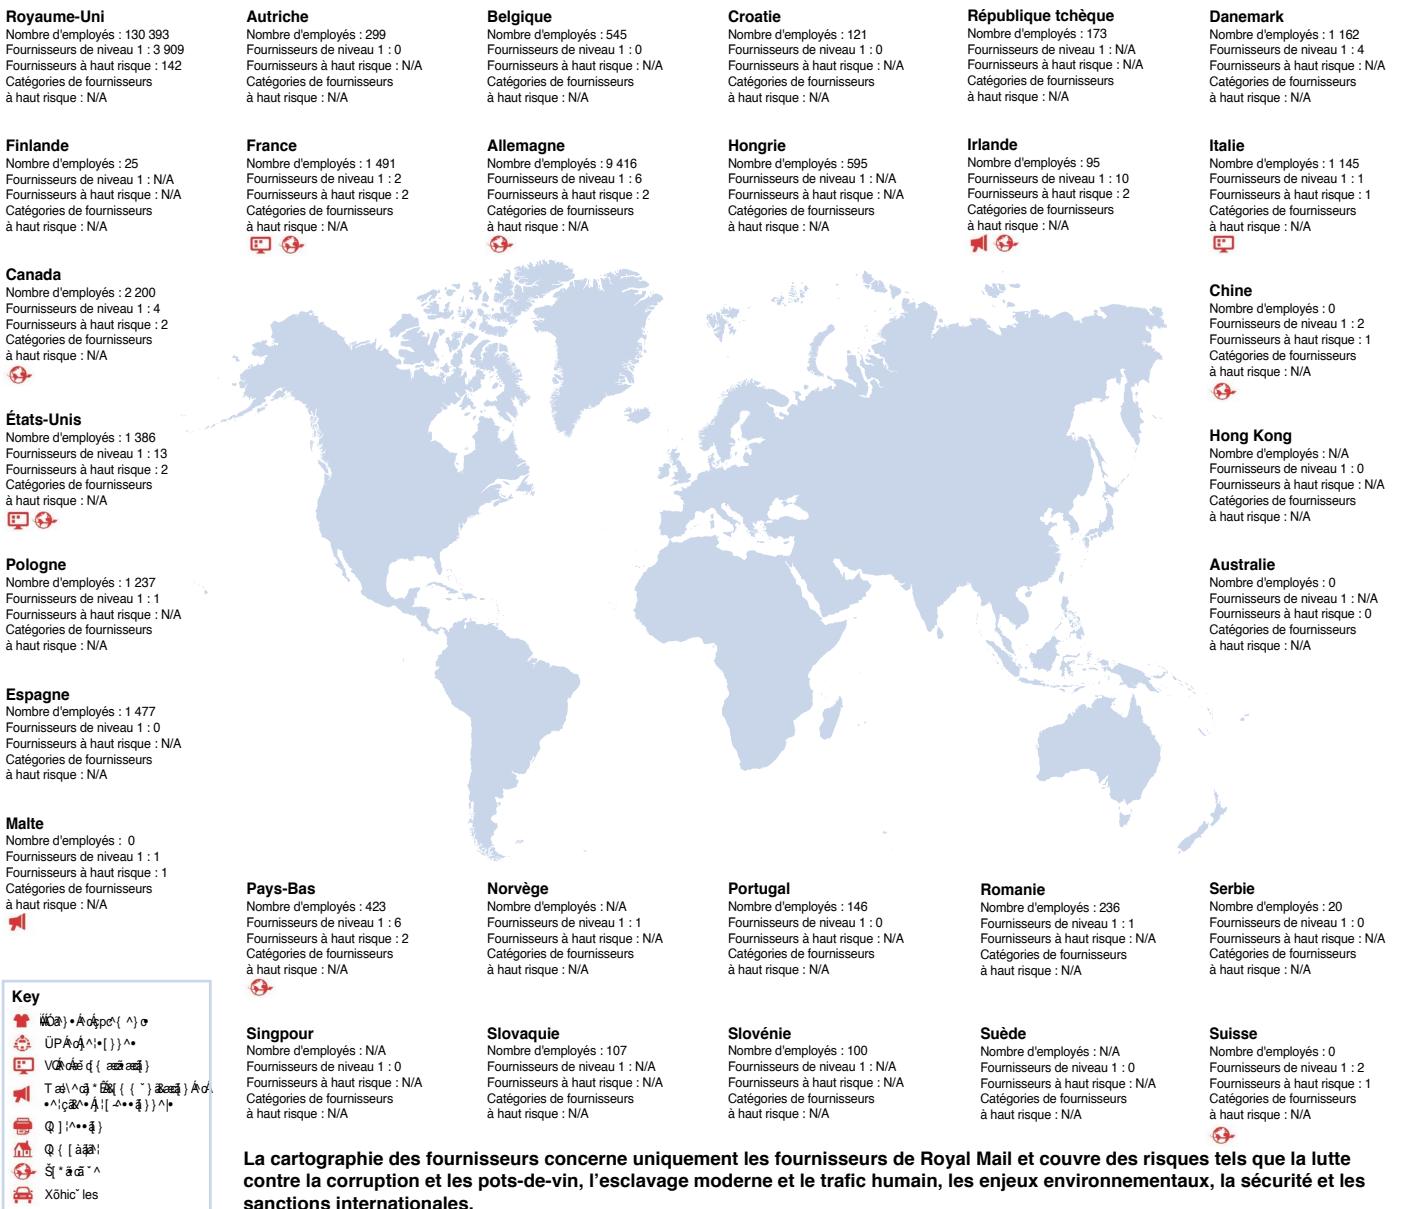 Royaume-Uni
Nombre d'employés : 130 393
Fournisseurs de niveau 1 : 3 909
Fournisseurs à haut risque : 142
Catégories de fournisseurs
à haut risque : N/A
Autriche
Nombre d'employés : 299
Fournisseurs de niveau 1 : 0
Fournisseurs à haut risque : N/A
Catégories de fournisseurs
à haut risque : N/A
Belgique
Nombre d'employés : 545
Fournisseurs de niveau 1 : 0
Fournisseurs à haut risque : N/A
Catégories de fournisseurs
à haut risque : N/A
Croatie
Nombre d'employés : 121
Fournisseurs de niveau 1 : 0
Fournisseurs à haut risque : N/A
Catégories de fournisseurs
à haut risque : N/A
République tchèque
Nombre d'employés : 173
Fournisseurs de niveau 1 : N/A
Fournisseurs à haut risque : N/A
Catégories de fournisseurs
à haut risque : N/A
Danemark
Nombre d'employés : 1 162
Fournisseurs de niveau 1 : 4
Fournisseurs à haut risque : N/A
Catégories de fournisseurs
à haut risque : N/A
Finlande
Nombre d'employés : 25
Fournisseurs de niveau 1 : N/A
Fournisseurs à haut risque : N/A
Catégories de fournisseurs
à haut risque : N/A
France
Nombre d'employés : 1 491
Fournisseurs de niveau 1 : 2
Fournisseurs à haut risque : 2
Catégories de fournisseurs
à haut risque : N/A
Allemagne
Nombre d'employés : 9 416
Fournisseurs de niveau 1 : 6
Fournisseurs à haut risque : 2
Catégories de fournisseurs
à haut risque : N/A
Hongrie
Nombre d'employés : 595
Fournisseurs de niveau 1 : N/A
Fournisseurs à haut risque : N/A
Catégories de fournisseurs
à haut risque : N/A
Irlande
Nombre d'employés : 95
Fournisseurs de niveau 1 : 10
Fournisseurs à haut risque : 2
Catégories de fournisseurs
à haut risque : N/A
Italie
Nombre d'employés : 1 145
Fournisseurs de niveau 1 : 1
Fournisseurs à haut risque : 1
Catégories de fournisseurs
à haut risque : N/A
Canada
Nombre d'employés : 2 200
Fournisseurs de niveau 1 : 4
Fournisseurs à haut risque : 2
Catégories de fournisseurs
à haut risque : N/A
Chine
Nombre d'employés : 0
Fournisseurs de niveau 1 : 2
Fournisseurs à haut risque : 1
Catégories de fournisseurs
à haut risque : N/A
États-Unis
Nombre d'employés : 1 386
Fournisseurs de niveau 1 : 13
Fournisseurs à haut risque : 2
Catégories de fournisseurs
à haut risque : N/A
Hong Kong
Nombre d'employés : N/A
Fournisseurs de niveau 1 : 0
Fournisseurs à haut risque : N/A
Catégories de fournisseurs
à haut risque : N/A
Pologne
Nombre d'employés : 1 237
Fournisseurs de niveau 1 : 1
Fournisseurs à haut risque : N/A
Catégories de fournisseurs
à haut risque : N/A
Australie
Nombre d'employés : 0
Fournisseurs de niveau 1 : N/A
Fournisseurs à haut risque : 0
Catégories de fournisseurs
à haut risque : N/A
Espagne
Nombre d'employés : 1 477
Fournisseurs de niveau 1 : 0
Fournisseurs à haut risque : N/A
Catégories de fournisseurs
à haut risque : N/A
Malte
Nombre d'employés : 0
Fournisseurs de niveau 1 : 1
Fournisseurs à haut risque : 1
Catégories de fournisseurs
à haut risque : N/A
Pays-Bas
Nombre d'employés : 423
Fournisseurs de niveau 1 : 6
Fournisseurs à haut risque : 2
Catégories de fournisseurs
à haut risque : N/A
Norvège
Nombre d'employés : N/A
Fournisseurs de niveau 1 : 1
Fournisseurs à haut risque : N/A
Catégories de fournisseurs
à haut risque : N/A
Portugal
Nombre d'employés : 146
Fournisseurs de niveau 1 : 0
Fournisseurs à haut risque : N/A
Catégories de fournisseurs
à haut risque : N/A
Romanie
Nombre d'employés : 236
Fournisseurs de niveau 1 : 1
Fournisseurs à haut risque : N/A
Catégories de fournisseurs
à haut risque : N/A
Serbie
Nombre d'employés : 20
Fournisseurs de niveau 1 : 0
Fournisseurs à haut risque : N/A
Catégories de fournisseurs
à haut risque : N/A
Singpour
Nombre d'employés : N/A
Fournisseurs de niveau 1 : 0
Fournisseurs à haut risque : N/A
Catégories de fournisseurs
à haut risque : N/A
Slovaquie
Nombre d'employés : 107
Fournisseurs de niveau 1 : N/A
Fournisseurs à haut risque : N/A
Catégories de fournisseurs
à haut risque : N/A
Slovénie
Nombre d'employés : 100
Fournisseurs de niveau 1 : N/A
Fournisseurs à haut risque : N/A
Catégories de fournisseurs
à haut risque : N/A
Suède
Nombre d'employés : N/A
Fournisseurs de niveau 1 : 0
Fournisseurs à haut risque : N/A
Catégories de fournisseurs
à haut risque : N/A
Suisse
Nombre d'employés : 0
Fournisseurs de niveau 1 : 2
Fournisseurs à haut risque : 1
Catégories de fournisseurs
à haut risque : N/A
Key
La cartographie des fournisseurs concerne uniquement les fournisseurs de Royal Mail et couvre des risques tels que la lutte
contre la corruption et les pots-de-vin, l'esclavage moderne et le trafic humain, les enjeux environnementaux, la sécurité et les
sanctions internationales.